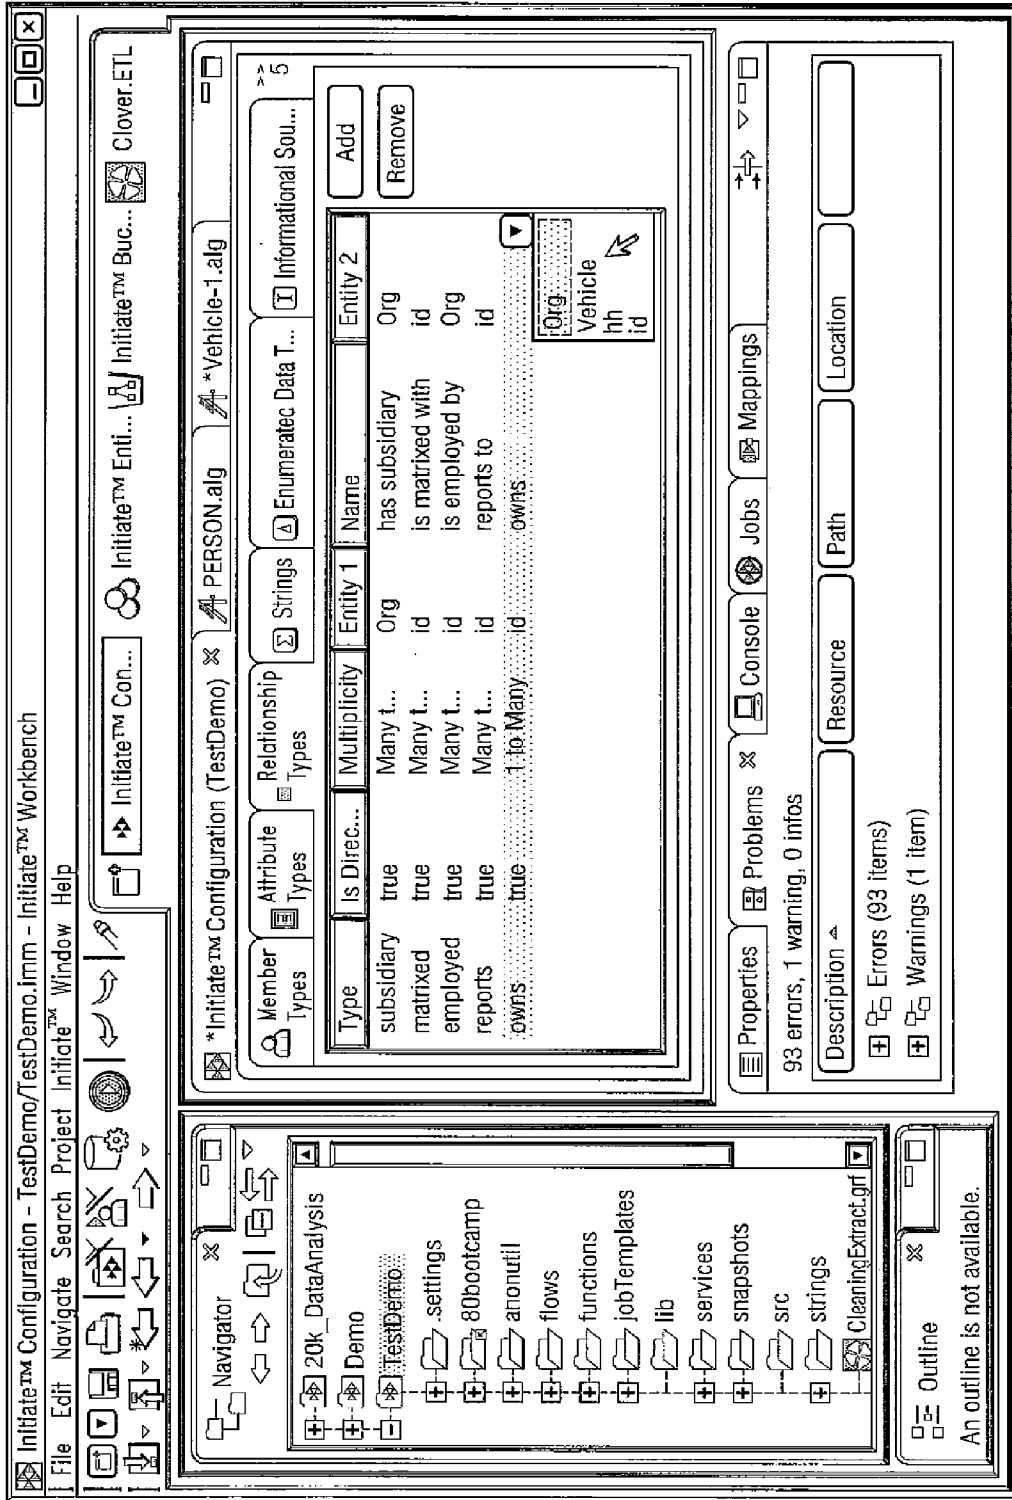 Initiate™ Configuration - TestDemo/TestDemo.imm - Initiate™ Workbench
File Edit Navigate Search Project Initiate™ Window Help
Initiate™ Con... Initiate™ Enti... Initiate™ Buc... Clover.ETL
Navigator
20k_DataAnalysis
Demo
TestDemo
.settings
80bootcamp
anonutil
flows
functions
jobTemplates
lib
services
snapshots
src
strings
CleaningExtract.grf
Outline
An outline is not available.
*Initiate™ Configuration (TestDemo) PERSON.alg *Vehicle-1.alg
Member Types Attribute Types Relationship Types Strings Enumeratec Data T... Informational Sou... >> 5
Type Is Direc... Multiplicity Entity 1 Name Entity 2
subsidiary true Many t... Org has subsidiary Org
matrixed true Many t... id is matrixed with id
employed true Many t... id is employed by Org
reports true Many t... id reports to id
owns true 1 to Many id owns
Org
Vehicle
hh
id
Add
Remove
Properties Problems Console Jobs Mappings
93 errors, 1 warning, 0 infos
Description Resource Path Location
Errors (93 items)
Warnings (1 item)